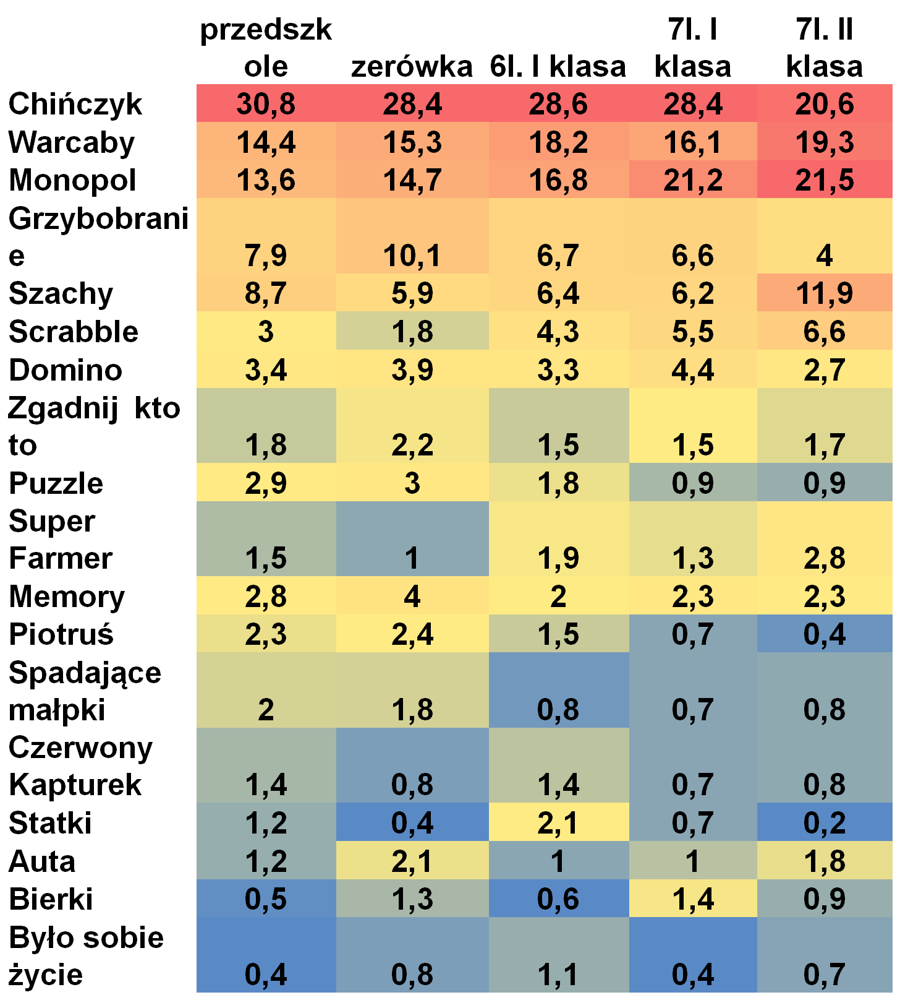 przedszk 7l. I 7l. II
ole zerówka 6l. I klasa klasa klasa
Chińczyk 30,8 28,4 28,6 28,4 20,6
Warcaby 14,4 15,3 18,2 16,1 19,3
Monopol 13,6 14,7 16,8 21,2 21,5
Grzybobrani
e 7,9 10,1 6,7 6,6 4
Szachy 8,7 5,9 6,4 6,2 11,9
Scrabble 3 1,8 4,3 5,5 6,6
Domino 3,4 3,9 3,3 4,4 2,7
Zgadnij kto
to 1,8 2,2 1,5 1,5 1,7
Puzzle 2,9 3 1,8 0,9 0,9
Super
Farmer 1,5 1 1,9 1,3 2,8
Memory 2,8 4 2 2,3 2,3
Piotruś 2,3 2,4 1,5 0,7 0,4
Spadające
małpki 2 1,8 0,8 0,7 0,8
Czerwony
Kapturek 1,4 0,8 1,4 0,7 0,8
Statki 1,2 0,4 2,1 0,7 0,2
Auta 1,2 2,1 1 1 1,8
Bierki 0,5 1,3 0,6 1,4 0,9
Było sobie
życie 0,4 0,8 1,1 0,4 0,7